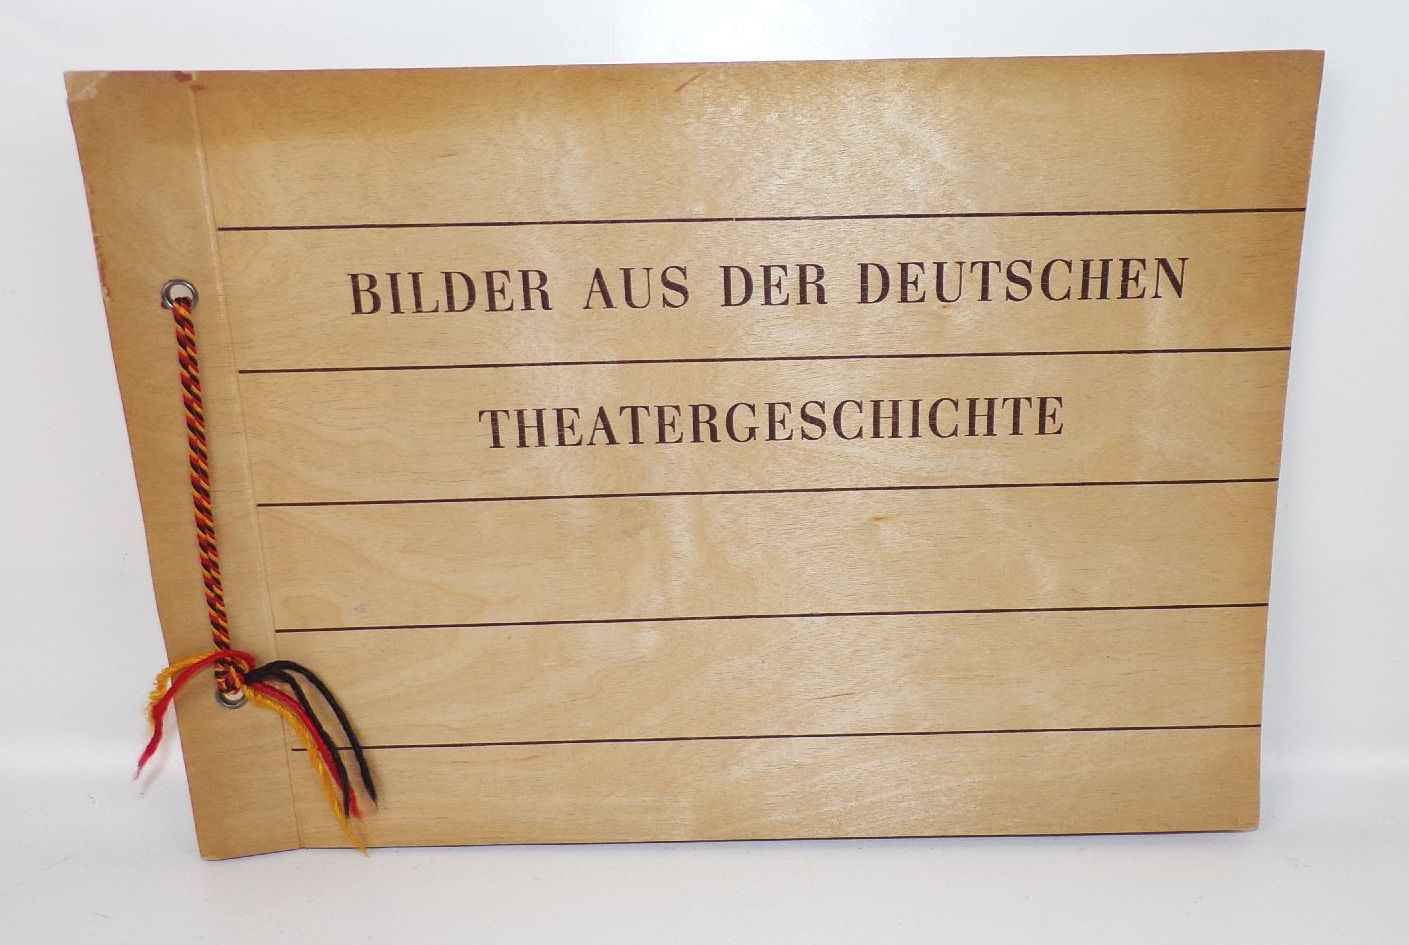 BILDER AUS DER DEUTSCHEN
THEATERGESCHICHTE